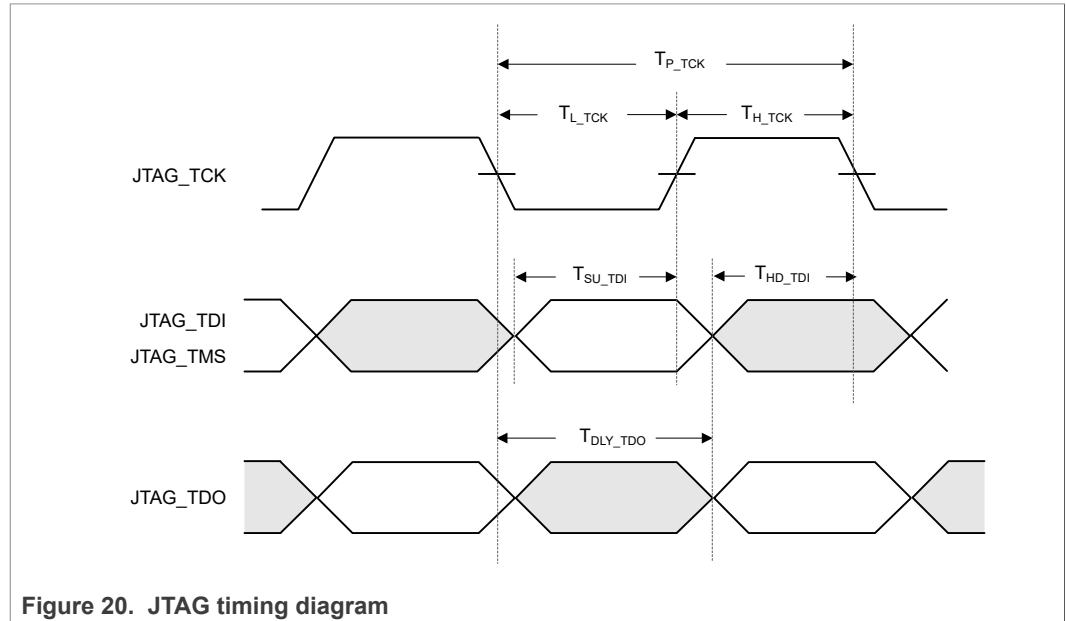 T_P_TCK
T_L_TCK T_H_TCK
JTAG_TCK
T_SU_TDI T_HD_TDI
JTAG_TDI
JTAG_TMS
T_DLY_TDO
JTAG_TDO
Figure 20. JTAG timing diagram